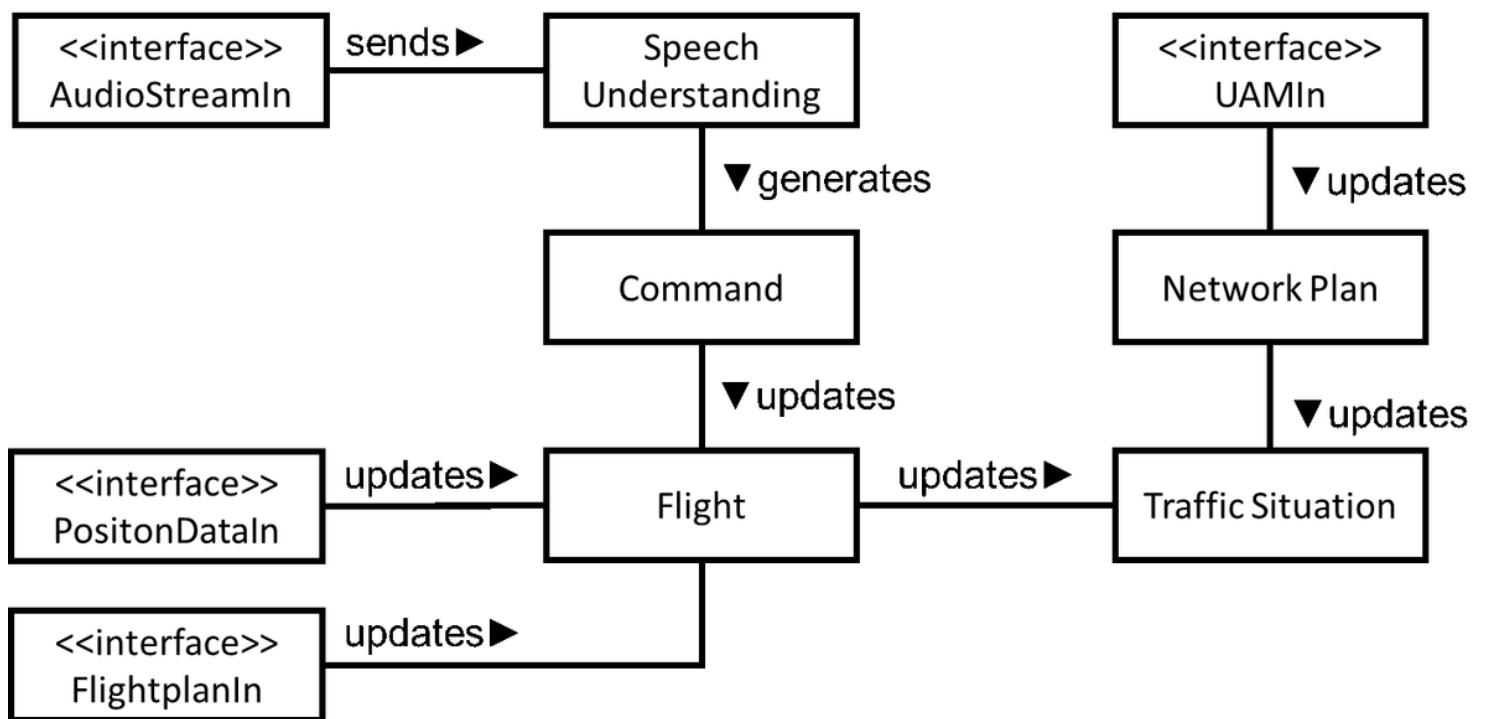 <<interface>>
AudioStreamIn
sends►
Speech
Understanding
<<interface>>
UAMIn
▼generates
▼updates
Command
Network Plan
▼updates
▼updates
<<interface>>
PositonDataIn
updates►
Flight
updates►
Traffic Situation
<<interface>>
FlightplanIn
updates►